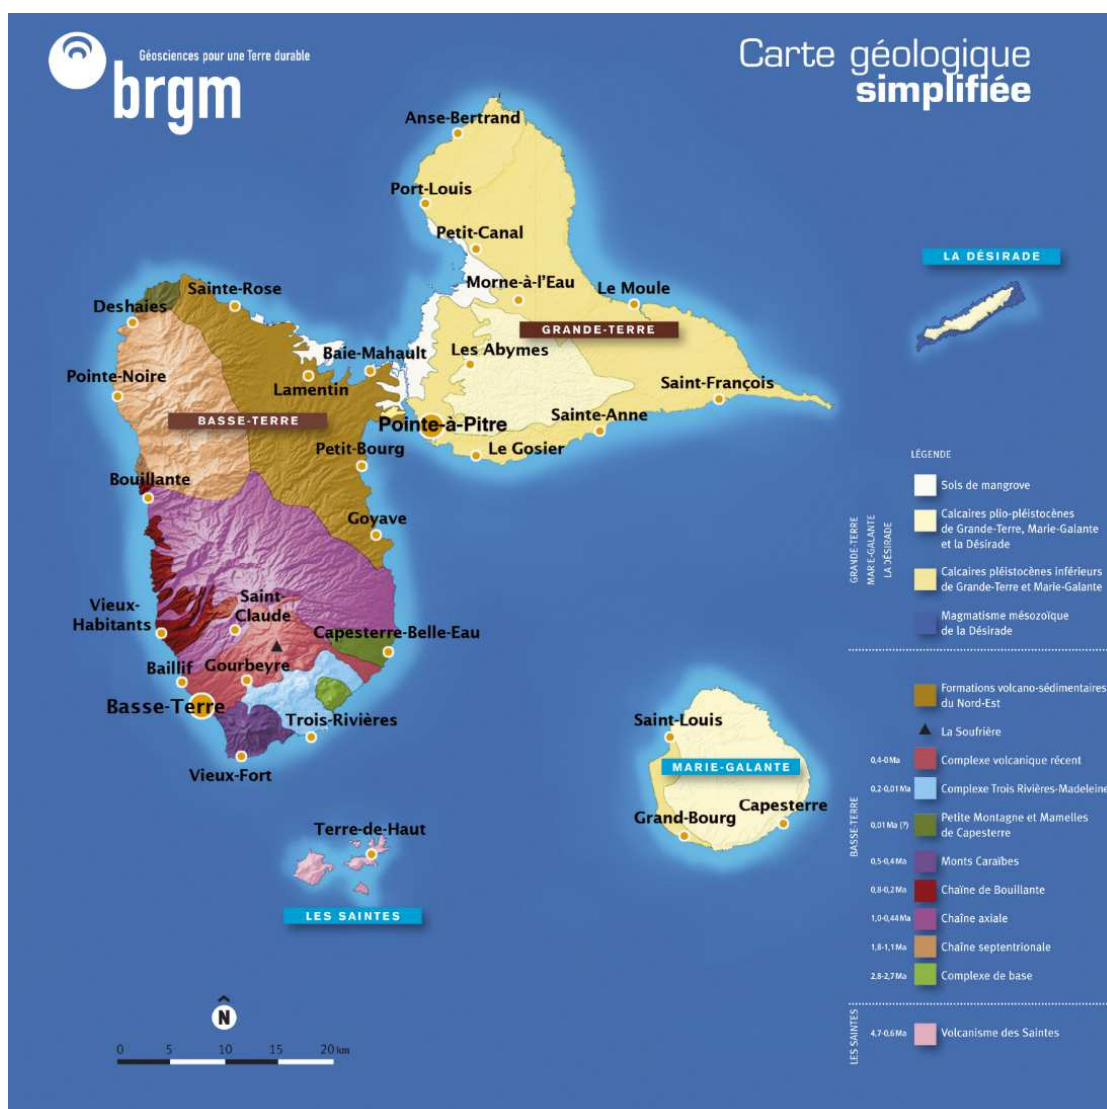 Géosciences pour une Terre durable
brgm
Carte géologique
simplifiée
Anse-Bertrand
Port-Louis
Petit-Canal
Morne-à-l'Eau
Le Moule
LA DÉSIRADE
Sainte-Rose
Deshaies
GRANDE-TERRE
Baie-Mahault
Les Abymes
Pointe-Noire
Lamentin
Saint-François
BASSE-TERRE
Pointe-à-Pitre
Sainte-Anne
Petit-Bourg
Le Gosier
Bouillante
Goyave
Vieux-
Habitants
Saint-
Claude
Capesterre-Belle-Eau
Baillif
Gourbeyre
Basse-Terre
Trois-Rivières
Vieux-Fort
Saint-Louis
MARIE-GALANTE
Grand-Bourg
Capesterre
Terre-de-Haut
LES SAINTES
N
0 5 10 15 20 km
LÉGENDE
GRANDE-TERRE
MARIE-GALANTE
LA DÉSIRADE
Sols de mangrove
Calcaires plio-pléistocènes
de Grande-Terre, Marie-Galante
et la Désirade
Calcaires pléistocènes inférieurs
de Grande-Terre et Marie-Galante
Magmatisme mésozoïque
de la Désirade
BASSE-TERRE
Formations volcano-sédimentaires
du Nord-Est
La Soufrière
0,4-0 Ma Complexe volcanique récent
0,2-0,01 Ma Complexe Trois Rivières-Madeleine
0,01 Ma (?) Petite Montagne et Mamelles
de Capesterre
0,5-0,4 Ma Monts Caraïbes
0,8-0,2 Ma Chaîne de Bouillante
1,0-0,44 Ma Chaîne axiale
1,8-1,1 Ma Chaîne septentrionale
2,8-2,7 Ma Complexe de base
LES SAINTES
4,7-0,6 Ma Volcanisme des Saintes